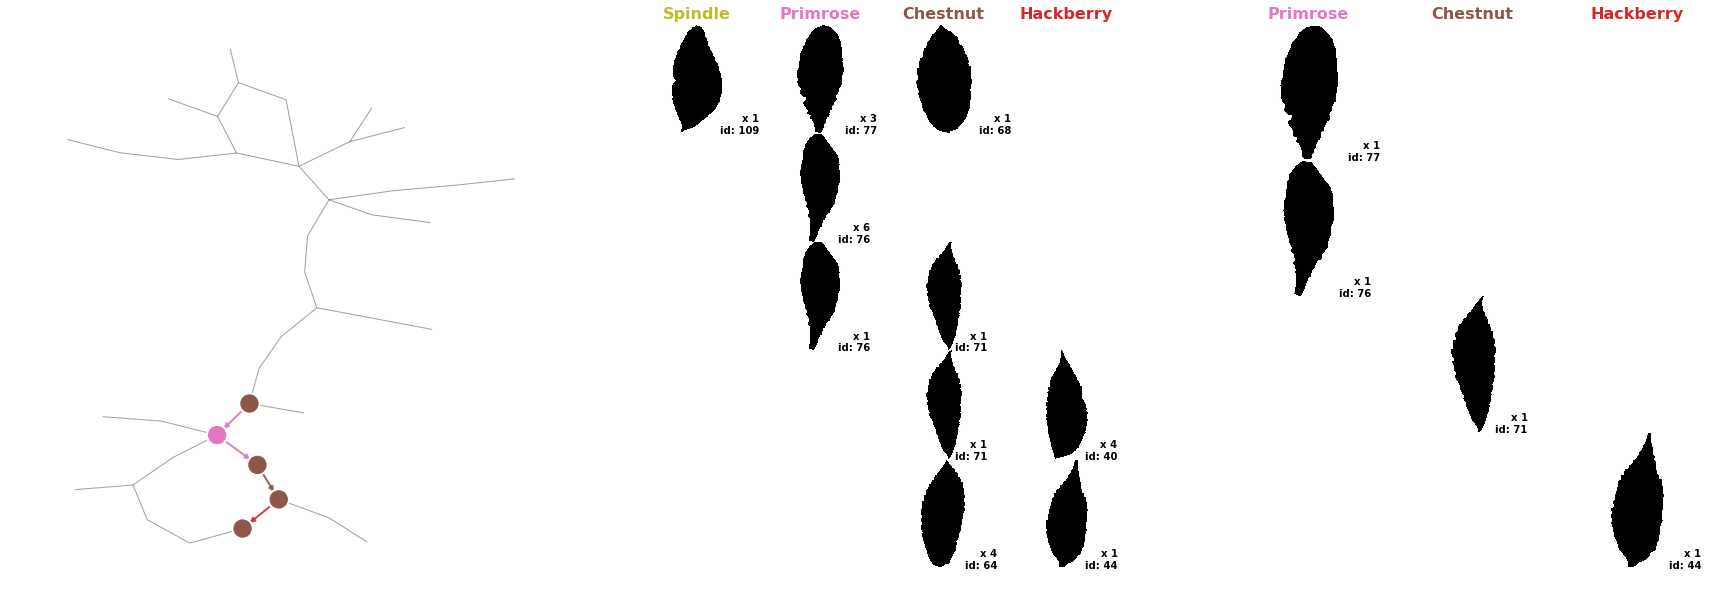 Spindle Primrose Chestnut Hackberry Primrose Chestnut Hackberry
x 1 x 3 x 1
id: 109 id: 77 id: 68
x 1
id: 77
x 6
id: 76
x 1
id: 76
x 1 x 1
id: 76 id: 71
x 1
id: 71
x 1 x 4
id: 71 id: 40
x 4 x 1 x 1
id: 64 id: 44 id: 44